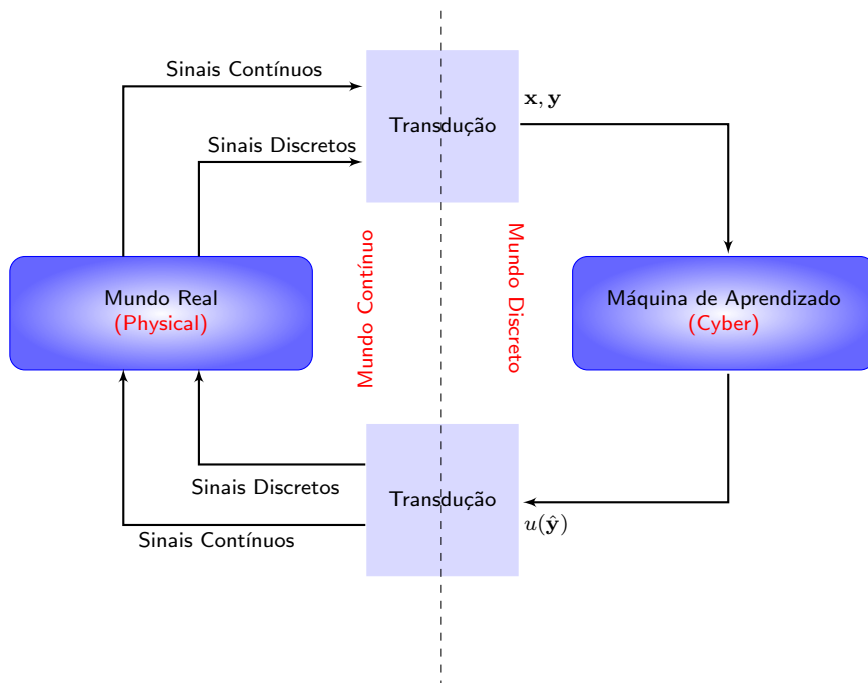 Sinais Contínuos
Sinais Discretos
Transdução
x, y
Mundo Contínuo
Mundo Discreto
Mundo Real
(Physical)
Máquina de Aprendizado
(Cyber)
Sinais Discretos
Sinais Contínuos
Transdução
u(ŷ)